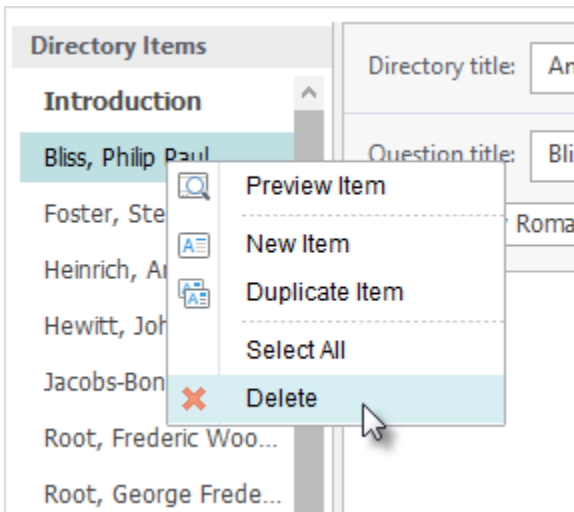 Directory Items
Introduction
Bliss, Philip Paul
Foster, Ste
Heinrich,
Hewitt, Joh
Jacobs-Bon
Root, Frederic Woo...
Root, George Frede...
Directory title:
Question title:
Bli
Roma
Preview Item
New Item
Duplicate Item
Select All
Delete